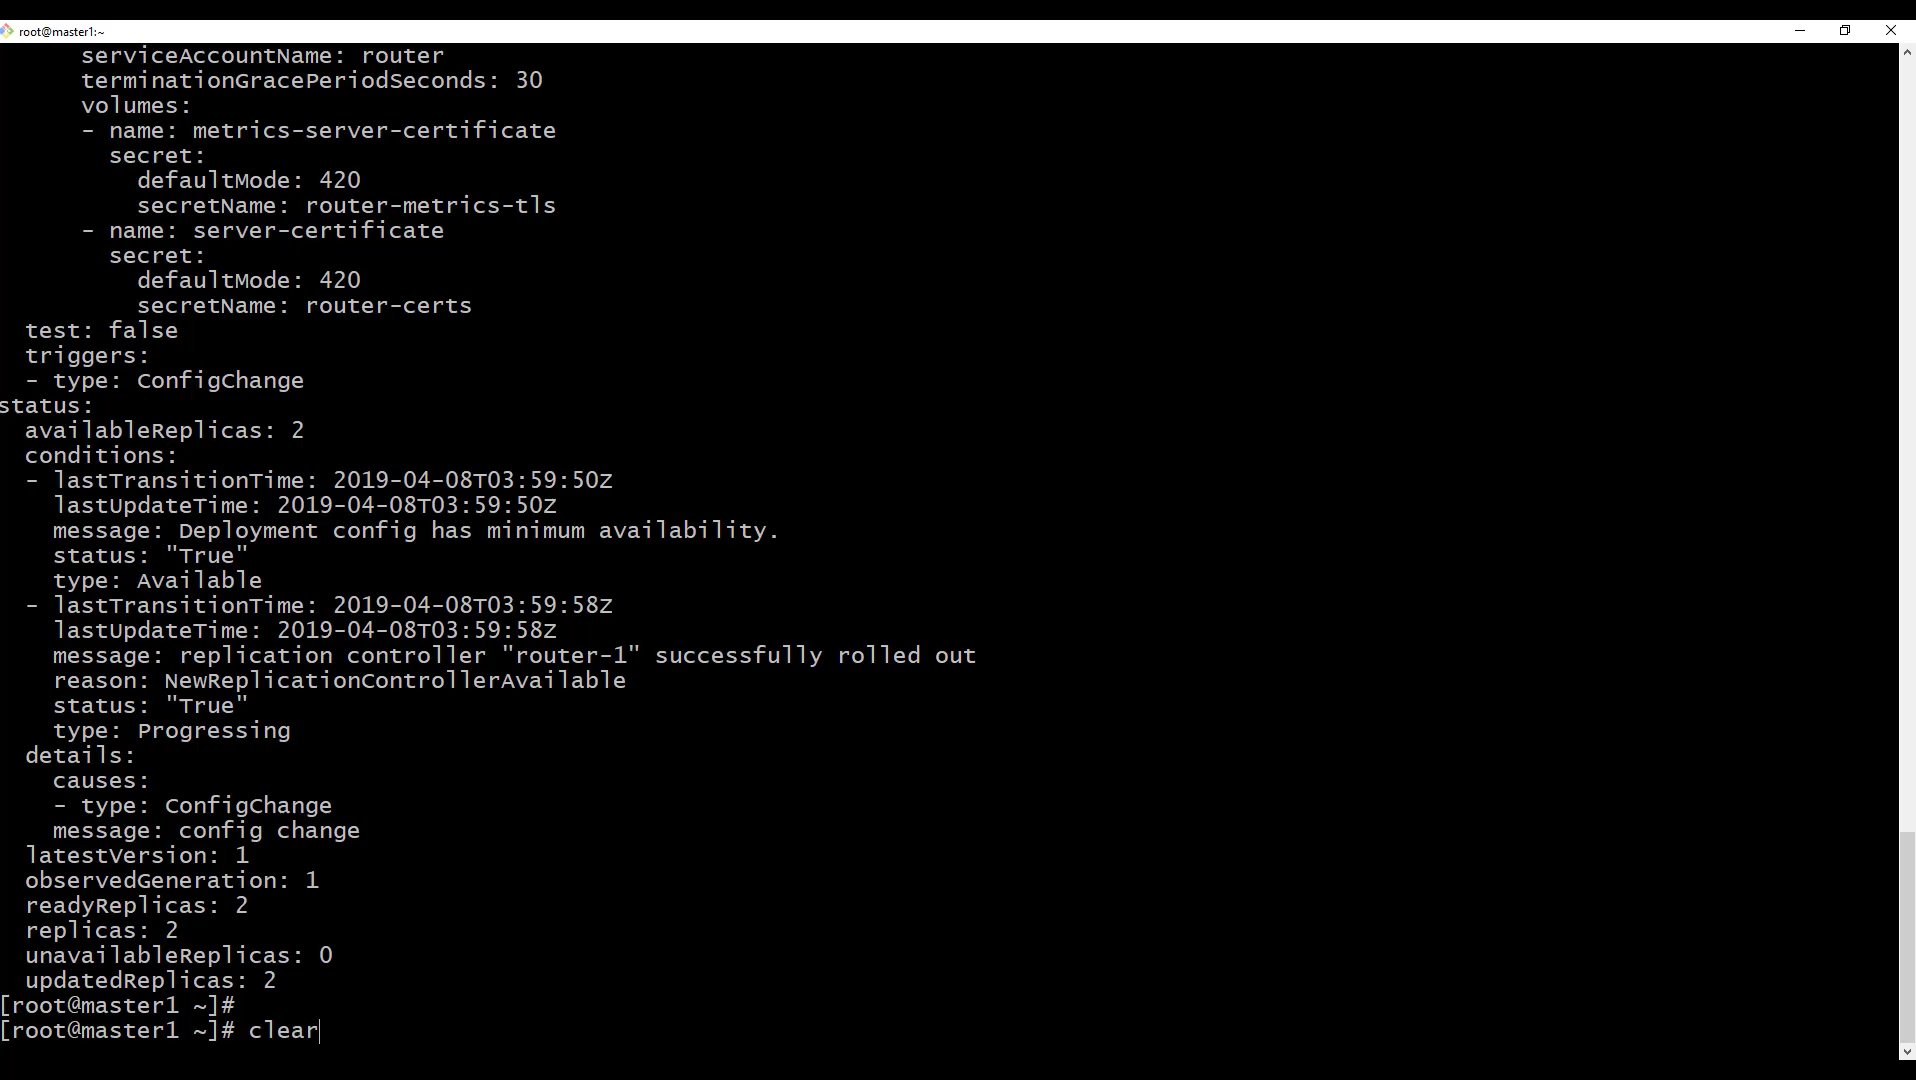 root@master1:~
serviceAccountName: router
terminationGracePeriodSeconds: 30
volumes:
- name: metrics-server-certificate
secret:
defaultMode: 420
secretName: router-metrics-tls
- name: server-certificate
secret:
defaultMode: 420
secretName: router-certs
test: false
triggers:
- type: ConfigChange
status:
availableReplicas: 2
conditions:
- lastTransitionTime: 2019-04-08T03:59:50Z
lastUpdateTime: 2019-04-08T03:59:50Z
message: Deployment config has minimum availability.
status: "True"
type: Available
- lastTransitionTime: 2019-04-08T03:59:58Z
lastUpdateTime: 2019-04-08T03:59:58Z
message: replication controller "router-1" successfully rolled out
reason: NewReplicationControllerAvailable
status: "True"
type: Progressing
details:
causes:
- type: ConfigChange
message: config change
latestVersion: 1
observedGeneration: 1
readyReplicas: 2
replicas: 2
unavailableReplicas: 0
updatedReplicas: 2
[root@master1 ~]#
[root@master1 ~]# clear